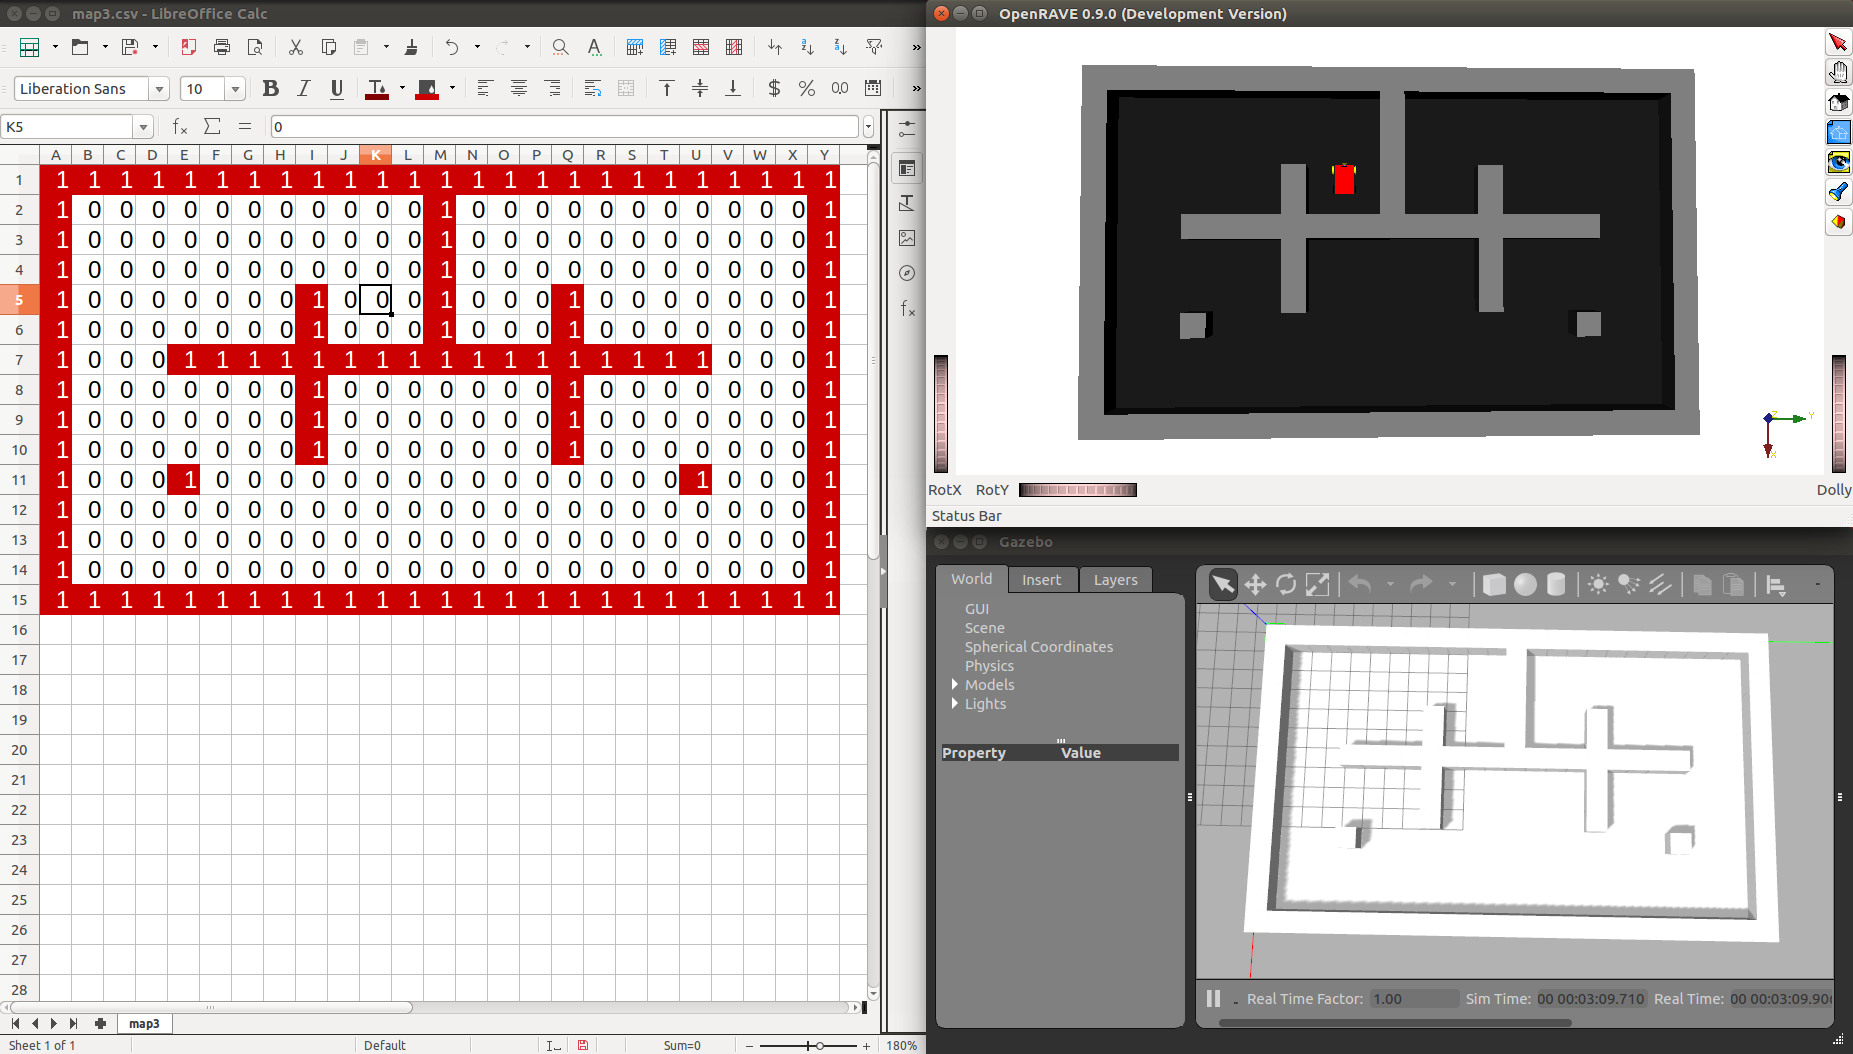 map3.csv - LibreOffice Calc
Liberation Sans 10
K5 0
A B C D E F G H I J K L M N O P Q R S T U V W X Y
1 1 1 1 1 1 1 1 1 1 1 1 1 1 1 1 1 1 1 1 1 1 1 1 1 1
2 1 0 0 0 0 0 0 0 0 0 0 0 1 0 0 0 0 0 0 0 0 0 0 0 1
3 1 0 0 0 0 0 0 0 0 0 0 0 1 0 0 0 0 0 0 0 0 0 0 0 1
4 1 0 0 0 0 0 0 0 0 0 0 0 1 0 0 0 0 0 0 0 0 0 0 0 1
5 1 0 0 0 0 0 0 0 1 0 0 0 1 0 0 0 1 0 0 0 0 0 0 0 1
6 1 0 0 0 0 0 0 0 1 0 0 0 1 0 0 0 1 0 0 0 0 0 0 0 1
7 1 0 0 0 1 1 1 1 1 1 1 1 1 1 1 1 1 1 1 1 1 0 0 0 1
8 1 0 0 0 0 0 0 0 1 0 0 0 0 0 0 0 1 0 0 0 0 0 0 0 1
9 1 0 0 0 0 0 0 0 1 0 0 0 0 0 0 0 1 0 0 0 0 0 0 0 1
10 1 0 0 0 0 0 0 0 1 0 0 0 0 0 0 0 1 0 0 0 0 0 0 0 1
11 1 0 0 0 1 0 0 0 0 0 0 0 0 0 0 0 0 0 0 0 1 0 0 0 1
12 1 0 0 0 0 0 0 0 0 0 0 0 0 0 0 0 0 0 0 0 0 0 0 0 1
13 1 0 0 0 0 0 0 0 0 0 0 0 0 0 0 0 0 0 0 0 0 0 0 0 1
14 1 0 0 0 0 0 0 0 0 0 0 0 0 0 0 0 0 0 0 0 0 0 0 0 1
15 1 1 1 1 1 1 1 1 1 1 1 1 1 1 1 1 1 1 1 1 1 1 1 1 1
16
17
18
19
20
21
22
23
24
25
26
27
28
map3
Sheet 1 of 1 Default Sum=0 180%
OpenRAVE 0.9.0 (Development Version)
Z Y
X
RotX RotY Dolly
Status Bar
Gazebo
World Insert Layers
GUI
Scene
Spherical Coordinates
Physics
Models
Lights
Property Value
Real Time Factor: 1.00 Sim Time: 00 00:03:09.710 Real Time: 00 00:03:09.90